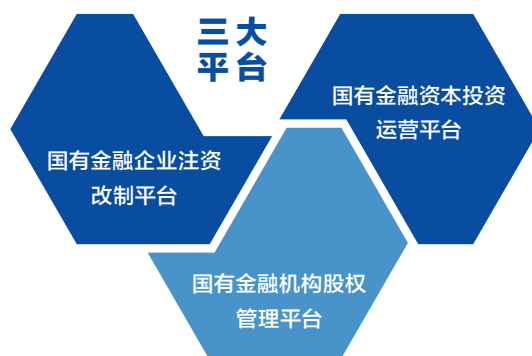 三大
平台
国有金融企业注资
改制平台
国有金融资本投资
运营平台
国有金融机构股权
管理平台